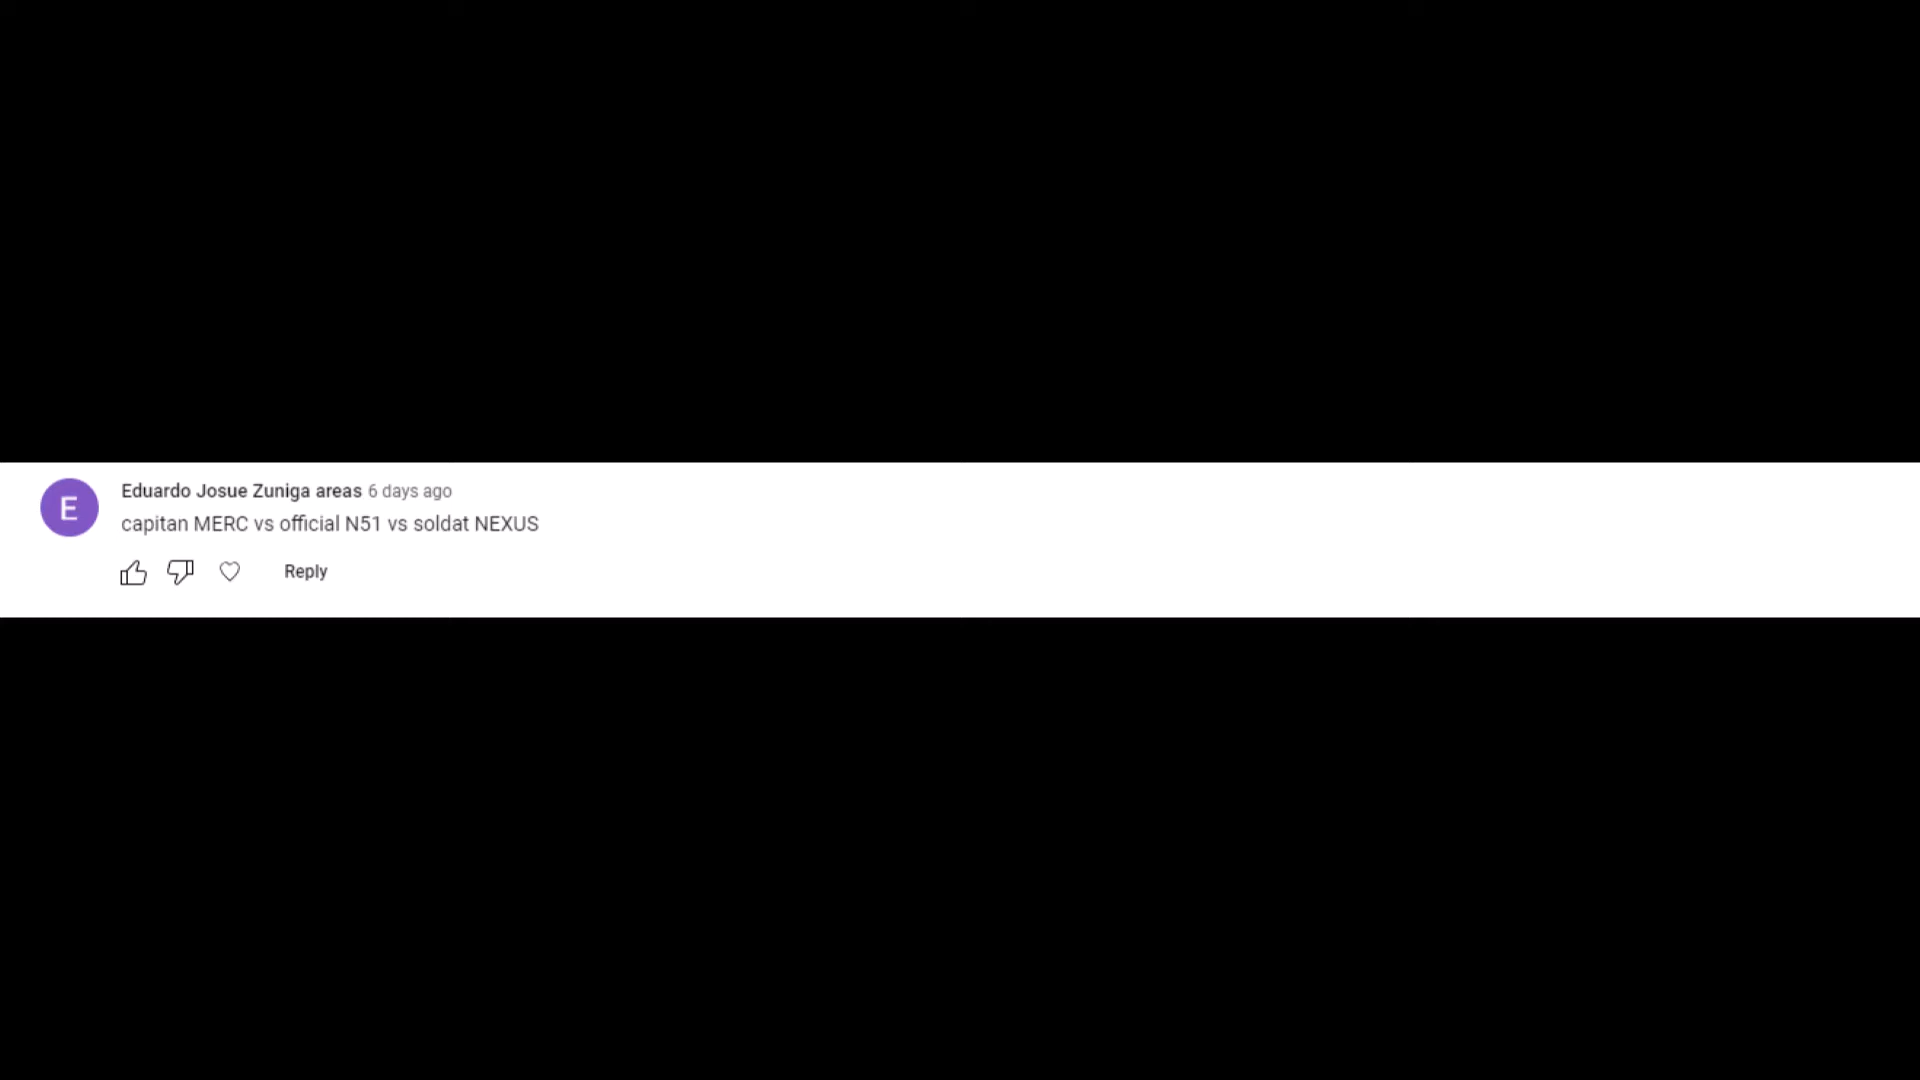 E
Eduardo Josue Zuniga areas 6 days ago
capitan MERC vs official N51 vs soldat NEXUS
Reply